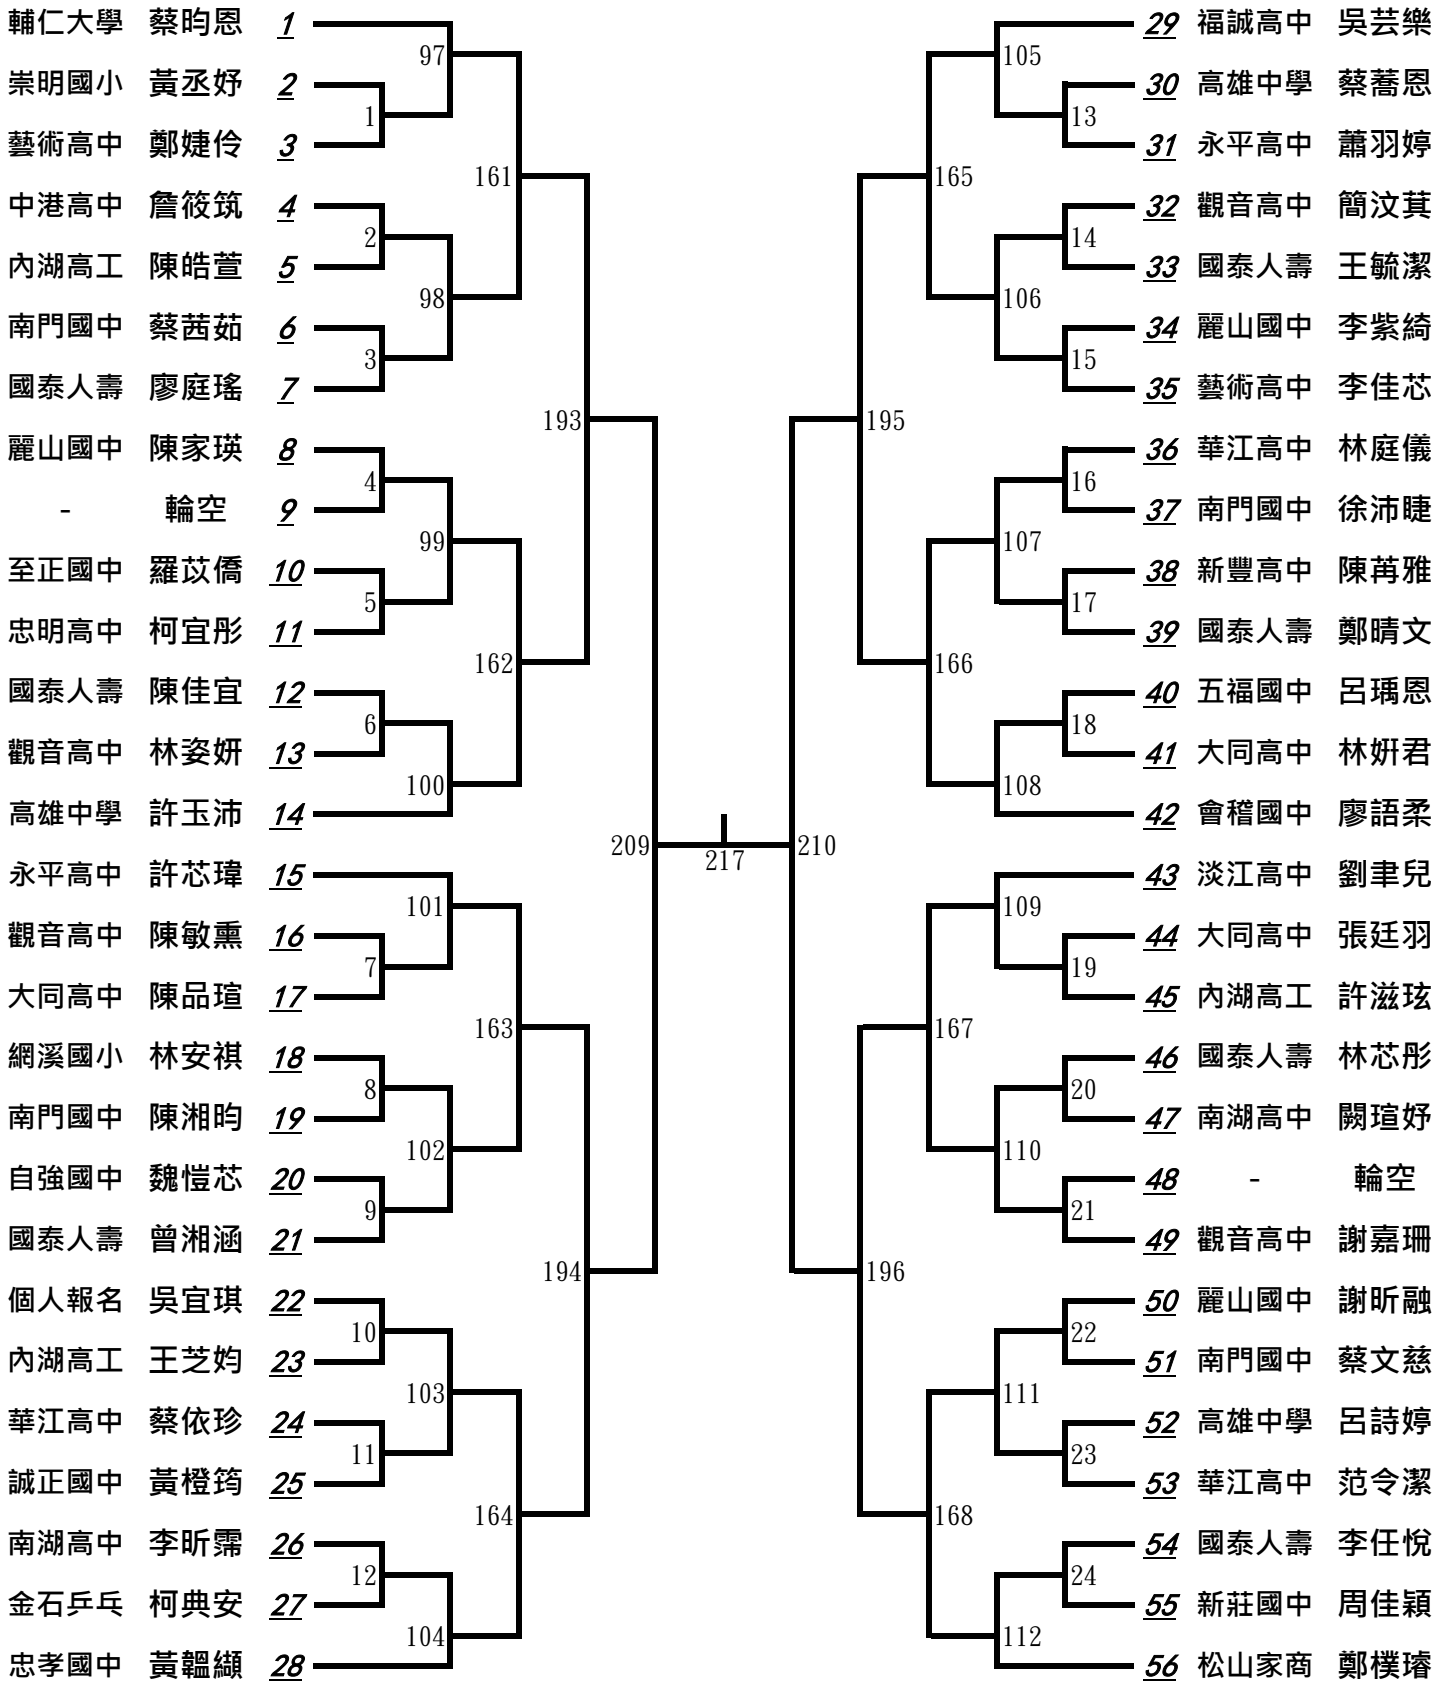 輔仁大學 蔡昀恩 1
97
崇明國小 黃丞妤 2
1
藝術高中 鄭婕伶 3
161
中港高中 詹筱筑 4
2
內湖高工 陳皓萱 5
98
南門國中 蔡茜茹 6
3
國泰人壽 廖庭瑤 7
193
麗山國中 陳家瑛 8
4
- 輪空 9
99
至正國中 羅苡僑 10
5
忠明高中 柯宜彤 11
162
國泰人壽 陳佳宜 12
6
觀音高中 林姿妍 13
100
高雄中學 許玉沛 14
209
永平高中 許芯瑋 15
101
觀音高中 陳敏熏 16
7
大同高中 陳品瑄 17
163
網溪國小 林安祺 18
8
南門國中 陳湘昀 19
102
自強國中 魏愷芯 20
9
國泰人壽 曾湘涵 21
194
個人報名 吳宜琪 22
10
內湖高工 王芝妁 23
103
華江高中 蔡依珍 24
11
誠正國中 黃橙筠 25
164
南湖高中 李昕霈 26
12
金石乒乓 柯典安 27
104
忠孝國中 黃韞纈 28
217
29 福誠高中 吳芸樂
105
30 高雄中學 蔡蕎恩
13
31 永平高中 蕭羽婷
165
32 觀音高中 簡汶萁
14
33 國泰人壽 王毓潔
106
34 麗山國中 李紫綺
15
35 藝術高中 李佳芯
195
36 華江高中 林庭儀
16
37 南門國中 徐沛睫
107
38 新豐高中 陳苒雅
17
39 國泰人壽 鄭晴文
166
40 五福國中 呂瑀恩
18
41 大同高中 林姸君
108
42 會稽國中 廖語柔
210
43 淡江高中 劉聿兒
109
44 大同高中 張廷羽
19
45 內湖高工 許滋玹
167
46 國泰人壽 林芯彤
20
47 南湖高中 闕瑄妤
110
48 - 輪空
21
49 觀音高中 謝嘉珊
196
50 麗山國中 謝昕融
22
51 南門國中 蔡文慈
111
52 高雄中學 呂詩婷
23
53 華江高中 范令潔
168
54 國泰人壽 李任悅
24
55 新莊國中 周佳穎
112
56 松山家商 鄭樸璿